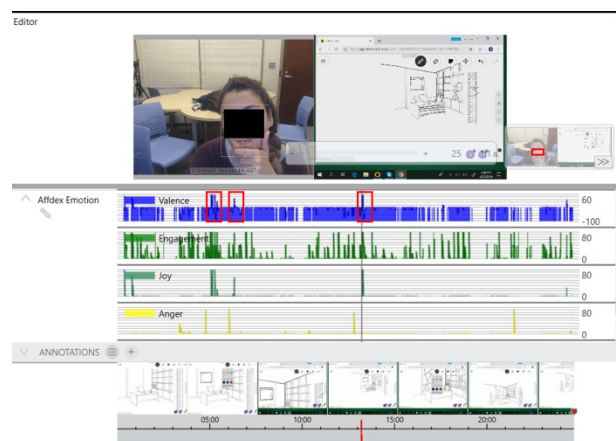 Editor
25
Affdex Emotion
Valence
60
-100
Engagement
80
0
Joy
80
0
Anger
80
0
ANNOTATIONS
05:00
10:00
15:00
20:00